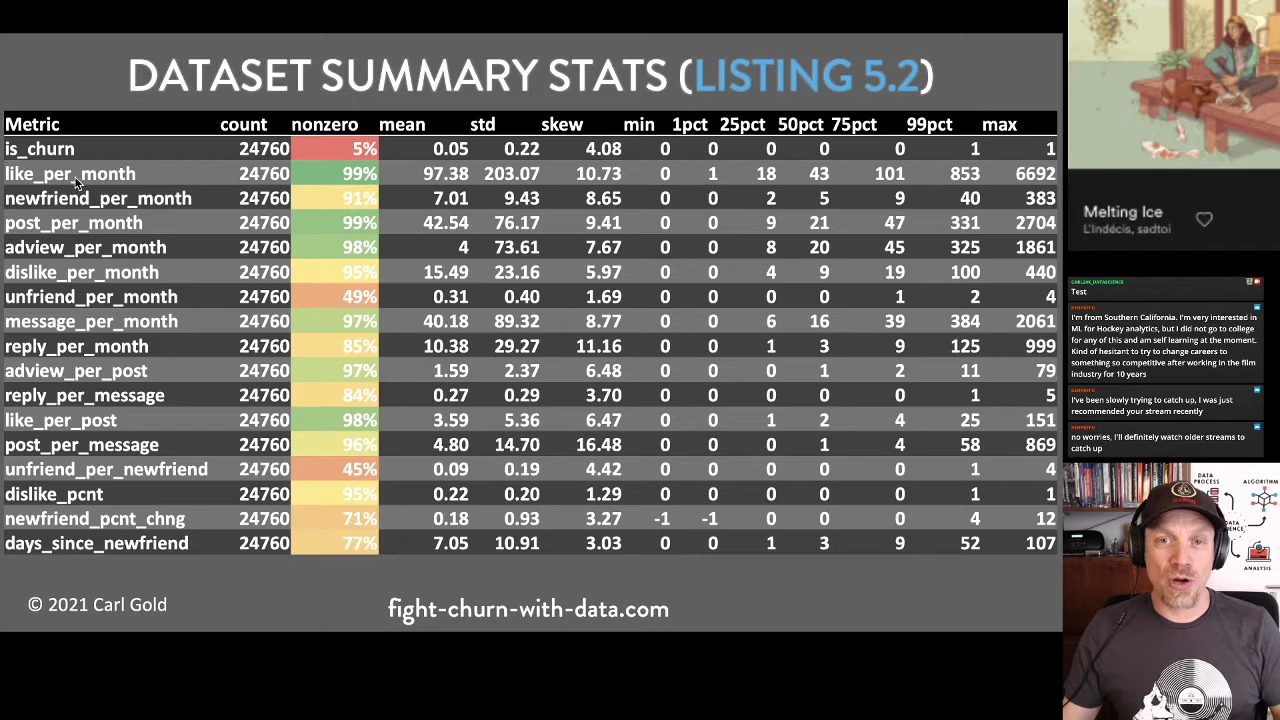 DATASET SUMMARY STATS (LISTING 5.2)
Metric count nonzero mean std skew min 1pct 25pct 50pct 75pct 99pct max
is_churn 24760 5% 0.05 0.22 4.08 0 0 0 0 0 1 1
like_per_month 24760 99% 97.38 203.07 10.73 0 1 18 43 101 853 6692
newfriend_per_month 24760 91% 7.01 9.43 8.65 0 0 2 5 9 40 383
post_per_month 24760 99% 42.54 76.17 9.41 0 0 9 21 47 331 2704
adview_per_month 24760 98% 4 73.61 7.67 0 0 8 20 45 325 1861
dislike_per_month 24760 95% 15.49 23.16 5.97 0 0 4 9 19 100 440
unfriend_per_month 24760 49% 0.31 0.40 1.69 0 0 0 0 1 2 4
message_per_month 24760 97% 40.18 89.32 8.77 0 0 6 16 39 384 2061
reply_per_month 24760 85% 10.38 29.27 11.16 0 0 1 3 9 125 999
adview_per_post 24760 97% 1.59 2.37 6.48 0 0 0 1 2 11 79
reply_per_message 24760 84% 0.27 0.29 3.70 0 0 0 0 0 1 5
like_per_post 24760 98% 3.59 5.36 6.47 0 0 1 2 4 25 151
post_per_message 24760 96% 4.80 14.70 16.48 0 0 0 1 4 58 869
unfriend_per_newfriend 24760 45% 0.09 0.19 4.42 0 0 0 0 0 1 4
dislike_pcnt 24760 95% 0.22 0.20 1.29 0 0 0 0 0 1 1
newfriend_pcnt_chng 24760 71% 0.18 0.93 3.27 -1 -1 0 0 0 4 12
days_since_newfriend 24760 77% 7.05 10.91 3.03 0 0 1 3 9 52 107
© 2021 Carl Gold
fight-churn-with-data.com
Melting Ice
L'Indécis, sadtoi
Test
I'm from Southern California. I'm very interested in
ML for Hockey analytics, but I did not go to college
for any of this and am self learning at the moment.
Kind of hesitant to try to change careers to
something so competitive after working in the film
industry for 10 years
I've been slowly trying to catch up, I was just
recommended your stream recently
no worries, I'll definitely watch older streams to
catch up
DATA
PROCESS
ALGORITHM
DATA
SCIENCE
ANALYSIS